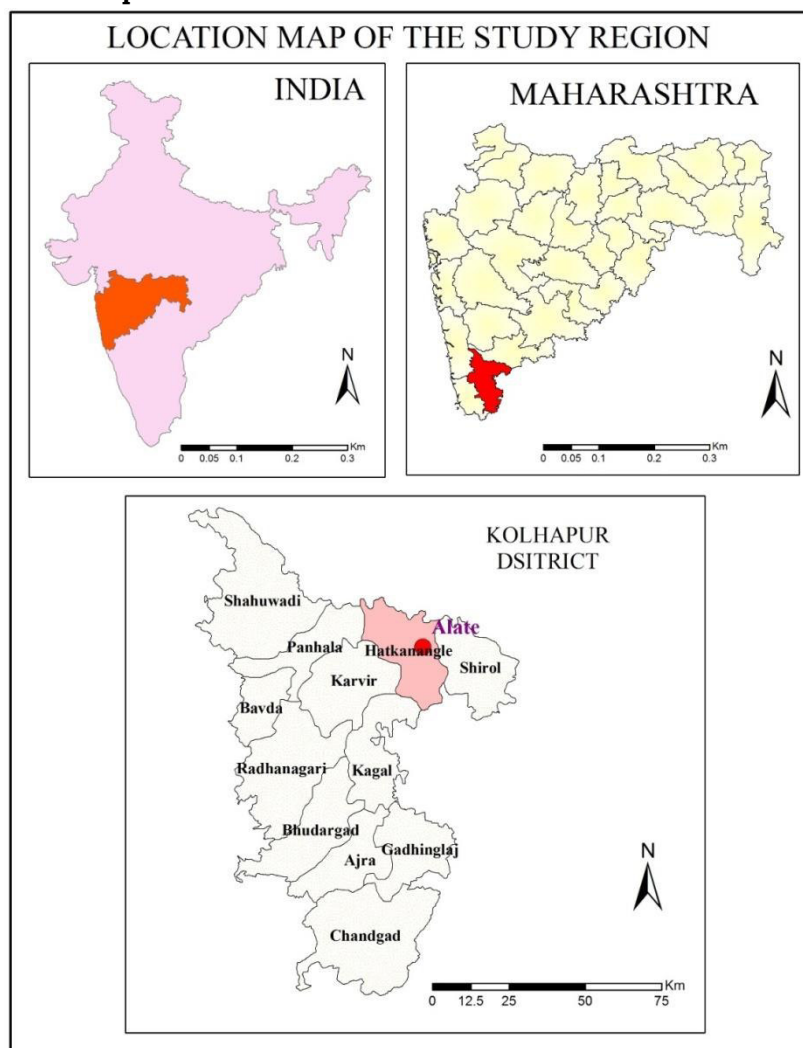 LOCATION MAP OF THE STUDY REGION
INDIA
N
Km
0 0.05 0.1 0.2 0.3
MAHARASHTRA
N
Km
0 0.05 0.1 0.2 0.3
KOLHAPUR
DSITRICT
Shahuwadi
Alate
Panhala
Hatkanangle
Shirol
Karvir
Bavda
Radhanagari
Kagal
Bhudargad
Ajra
Gadhinglaj
N
Chandgad
Km
0 12.5 25 50 75